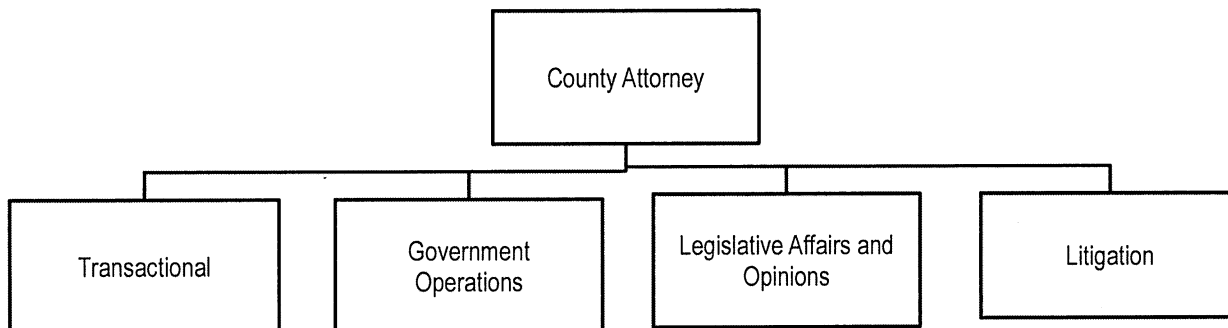 County Attorney
Transactional
Government
Operations
Legislative Affairs and
Opinions
Litigation